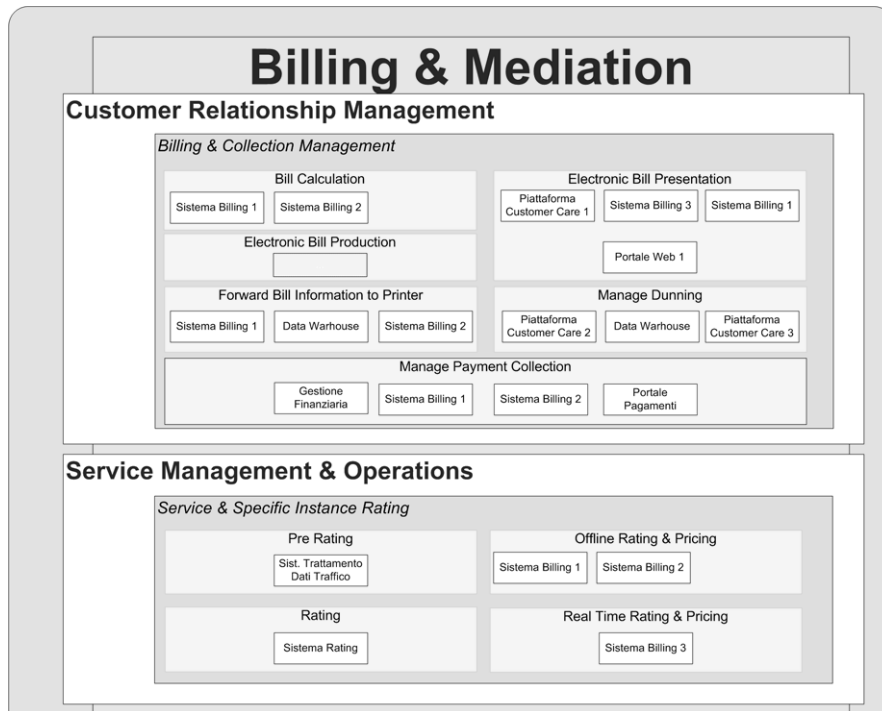 Billing & Mediation
Customer Relationship Management
Billing & Collection Management
Bill Calculation
Sistema Billing 1
Sistema Billing 2
Electronic Bill Presentation
Piattaforma
Customer Care 1
Sistema Billing 3
Sistema Billing 1
Portale Web 1
Electronic Bill Production
Forward Bill Information to Printer
Sistema Billing 1
Data Warhouse
Sistema Billing 2
Manage Dunning
Piattaforma
Customer Care 2
Data Warhouse
Piattaforma
Customer Care 3
Manage Payment Collection
Gestione
Finanziaria
Sistema Billing 1
Sistema Billing 2
Portale
Pagamenti
Service Management & Operations
Service & Specific Instance Rating
Pre Rating
Sist. Trattamento
Dati Traffico
Offline Rating & Pricing
Sistema Billing 1
Sistema Billing 2
Rating
Sistema Rating
Real Time Rating & Pricing
Sistema Billing 3